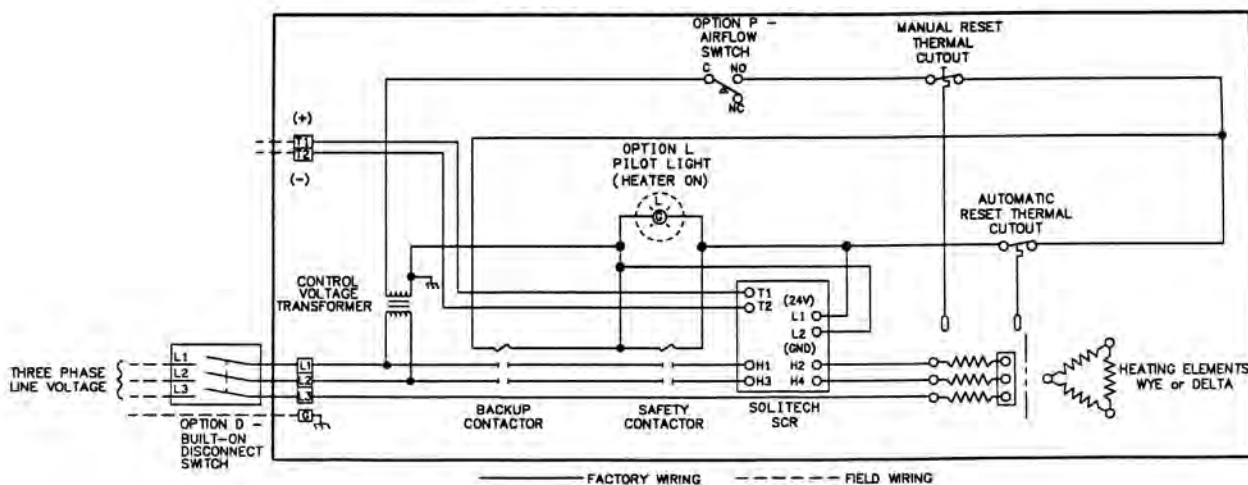 OPTION P –
AIRFLOW
SWITCH
C NO
NC
MANUAL RESET
THERMAL
CUTOUT
(+)
T1
T2
(-)
OPTION L
PILOT LIGHT
(HEATER ON)
L
G
AUTOMATIC
RESET THERMAL
CUTOUT
CONTROL
VOLTAGE
TRANSFORMER
T1
T2
(24V)
L1
L2
(GND)
H1 H2
H3 H4
SOLITECH
SCR
THREE PHASE
LINE VOLTAGE
L1
L2
L3
L1
L2
L3
G
OPTION D –
BUILT-ON
DISCONNECT
SWITCH
BACKUP
CONTACTOR
SAFETY
CONTACTOR
HEATING ELEMENTS
WYE or DELTA
FACTORY WIRING
FIELD WIRING